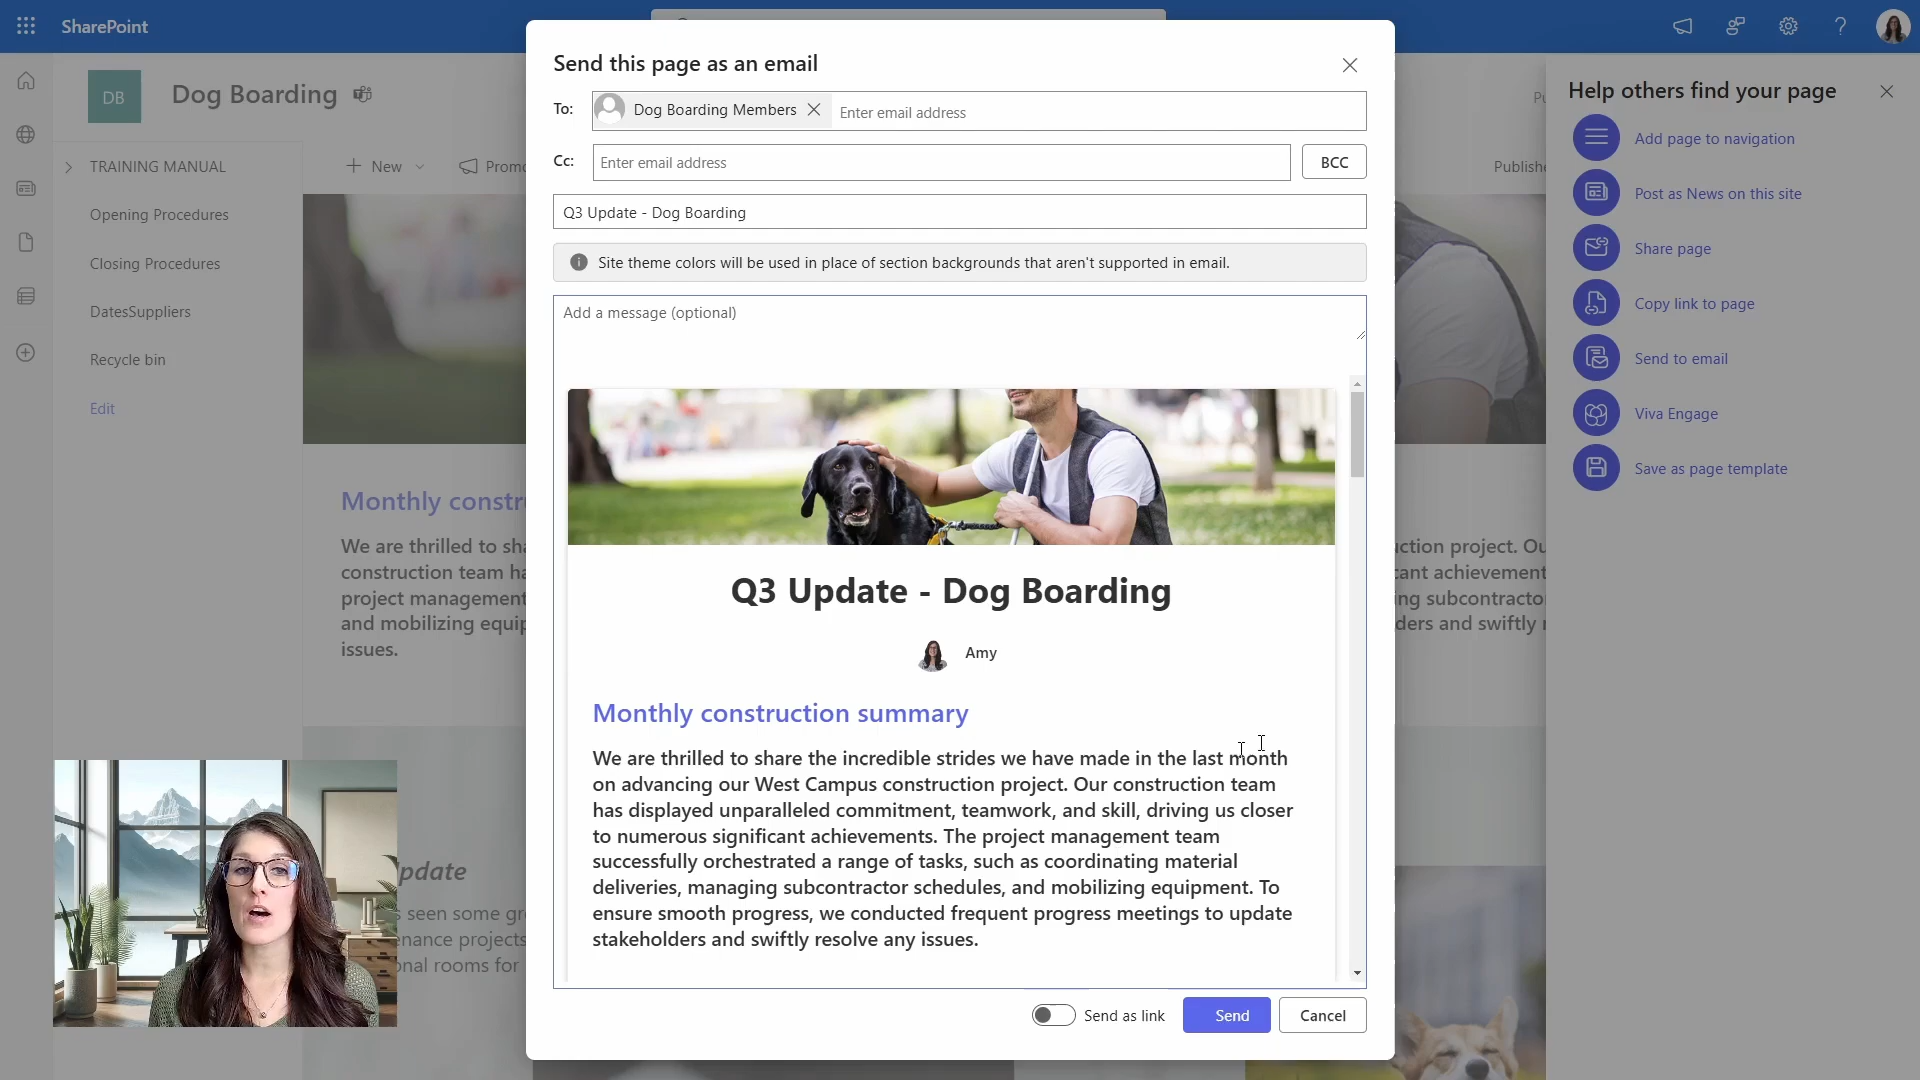 SharePoint
DB
Dog Boarding
TRAINING MANUAL
Opening Procedures
Closing Procedures
DatesSuppliers
Recycle bin
Edit
New
Monthly
We are thrilled to
construction team
project management
and mobilizing
issues.
Send this page as an email
To:
Dog Boarding Members
Enter email address
Cc:
Enter email address
BCC
Q3 Update - Dog Boarding
Site theme colors will be used in place of section backgrounds that aren't supported in email.
Add a message (optional)
Q3 Update - Dog Boarding
Amy
Monthly construction summary
We are thrilled to share the incredible strides we have made in the last month
on advancing our West Campus construction project. Our construction team
has displayed unparalleled commitment, teamwork, and skill, driving us closer
to numerous significant achievements. The project management team
successfully orchestrated a range of tasks, such as coordinating material
deliveries, managing subcontractor schedules, and mobilizing equipment. To
ensure smooth progress, we conducted frequent progress meetings to update
stakeholders and swiftly resolve any issues.
Send as link
Send
Cancel
project.
and swiftly
seen some
projects
rooms for
Help others find your page
Add page to navigation
Post as News on this site
Share page
Copy link to page
Send to email
Viva Engage
Save as page template